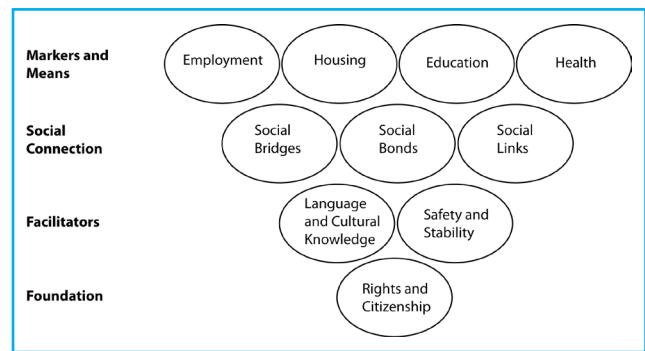 Markers and
Means
Employment
Housing
Education
Health
Social
Connection
Social
Bridges
Social
Bonds
Social
Links
Facilitators
Language
and Cultural
Knowledge
Safety and
Stability
Foundation
Rights and
Citizenship